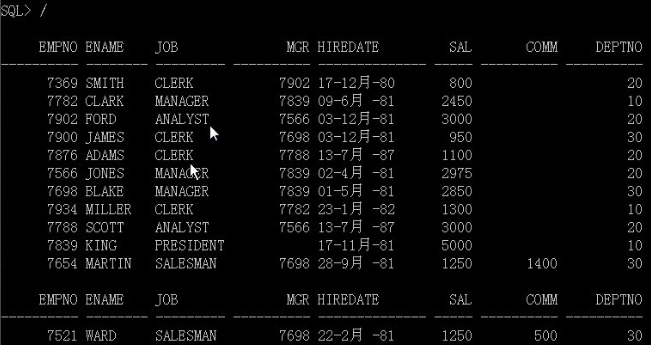 SQL> /
EMPNO ENAME JOB MGR HIREDATE SAL COMM DEPTNO
---------- ---------- --------- ---------- -------------- ---------- ---------- ----------
7369 SMITH CLERK 7902 17-12月-80 800 20
7782 CLARK MANAGER 7839 09-6月 -81 2450 10
7902 FORD ANALYST 7566 03-12月-81 3000 20
7900 JAMES CLERK 7698 03-12月-81 950 30
7876 ADAMS CLERK 7788 13-7月 -87 1100 20
7566 JONES MANAGER 7839 02-4月 -81 2975 20
7698 BLAKE MANAGER 7839 01-5月 -81 2850 30
7934 MILLER CLERK 7782 23-1月 -82 1300 10
7788 SCOTT ANALYST 7566 13-7月 -87 3000 20
7839 KING PRESIDENT 17-11月-81 5000 10
7654 MARTIN SALESMAN 7698 28-9月 -81 1250 1400 30
EMPNO ENAME JOB MGR HIREDATE SAL COMM DEPTNO
---------- ---------- --------- ---------- -------------- ---------- ---------- ----------
7521 WARD SALESMAN 7698 22-2月 -81 1250 500 30